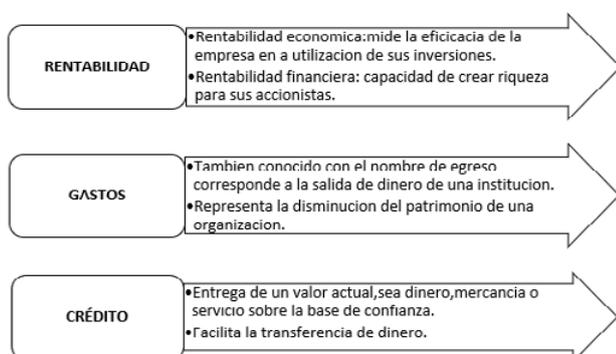 RENTABILIDAD
•Rentabilidad economica:mide la eficicacia de la
empresa en a utilizacion de sus inversiones.
•Rentabilidad financiera: capacidad de crear riqueza
para sus accionistas.
GASTOS
•Tambien conocido con el nombre de egreso
corresponde a la salida de dinero de una institucion.
•Representa la disminucion del patrimonio de una
organizacion.
CRÉDITO
•Entrega de un valor actual,sea dinero,mercancia o
servicio sobre la base de confianza.
•Facilita la transferencia de dinero.